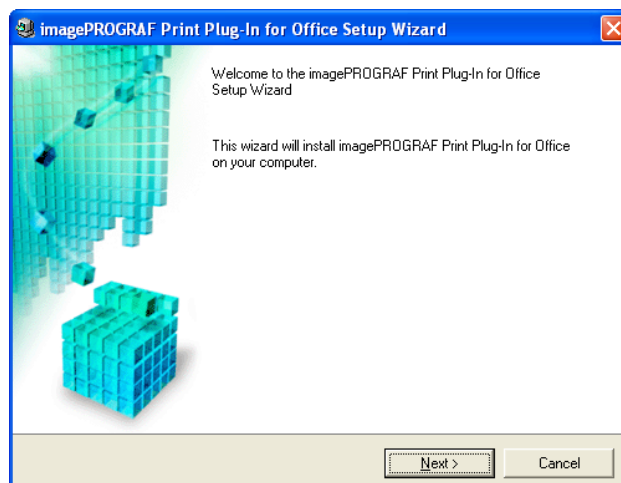 imagePROGRAF Print Plug-In for Office Setup Wizard
Welcome to the imagePROGRAF Print Plug-In for Office
Setup Wizard
This wizard will install imagePROGRAF Print Plug-In for Office
on your computer.
Next >
Cancel